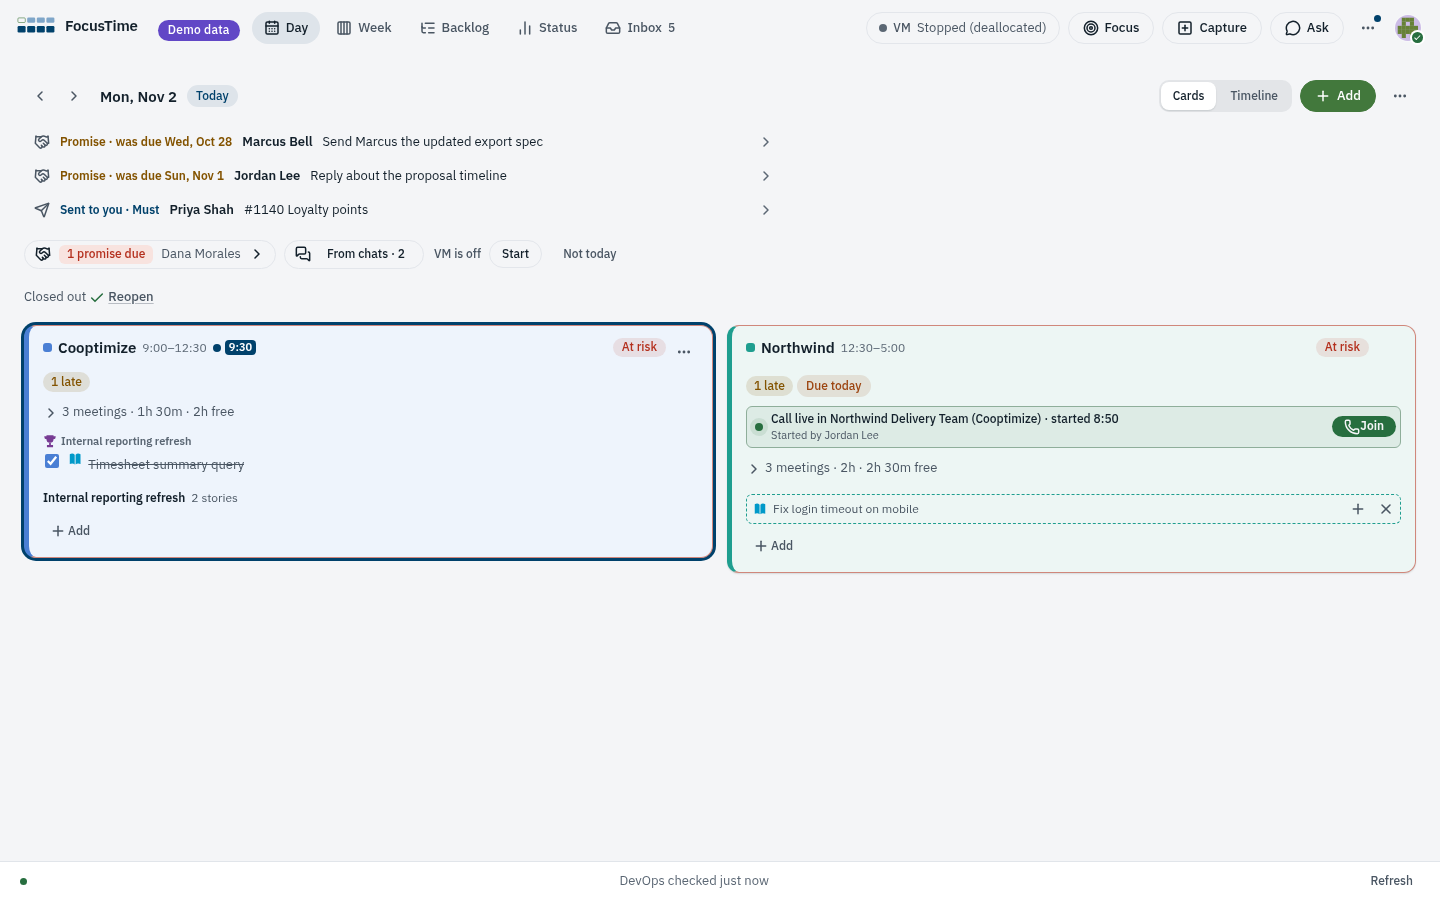 FocusTime
Demo data
Day
Week
Backlog
Status
Inbox 5
VM Stopped (deallocated)
Focus
Capture
Ask
Mon, Nov 2
Today
Cards
Timeline
Add
Promise · was due Wed, Oct 28 Marcus Bell Send Marcus the updated export spec
Promise · was due Sun, Nov 1 Jordan Lee Reply about the proposal timeline
Sent to you · Must Priya Shah #1140 Loyalty points
1 promise due Dana Morales
From chats · 2
VM is off
Start
Not today
Closed out Reopen
Cooptimize 9:00–12:30 9:30
At risk
1 late
3 meetings · 1h 30m · 2h free
Internal reporting refresh
Timesheet summary query
Internal reporting refresh 2 stories
Add
Northwind 12:30–5:00
At risk
1 late
Due today
Call live in Northwind Delivery Team (Cooptimize) · started 8:50
Started by Jordan Lee
Join
3 meetings · 2h · 2h 30m free
Fix login timeout on mobile
Add
DevOps checked just now
Refresh